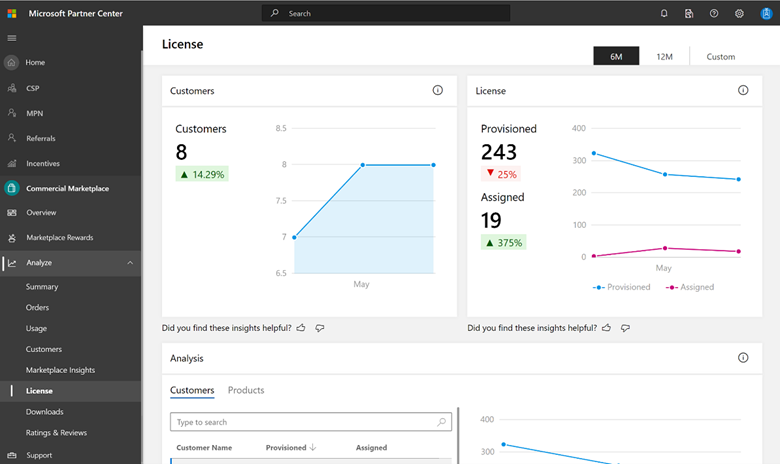 Microsoft Partner Center
Search
Home
CSP
MPN
Referrals
Incentives
Commercial Marketplace
Overview
Marketplace Rewards
Analyze
Summary
Orders
Usage
Customers
Marketplace Insights
License
Downloads
Ratings & Reviews
Support
License
6M 12M Custom
Customers
Customers
8
▲ 14.29%
8.5
8
7.5
7
6.5
May
Did you find these insights helpful?
License
Provisioned
243
▼ 25%
Assigned
19
▲ 375%
400
300
200
100
0
May
Provisioned Assigned
Did you find these insights helpful?
Analysis
Customers Products
Type to search
Customer Name Provisioned ↓ Assigned
400
300